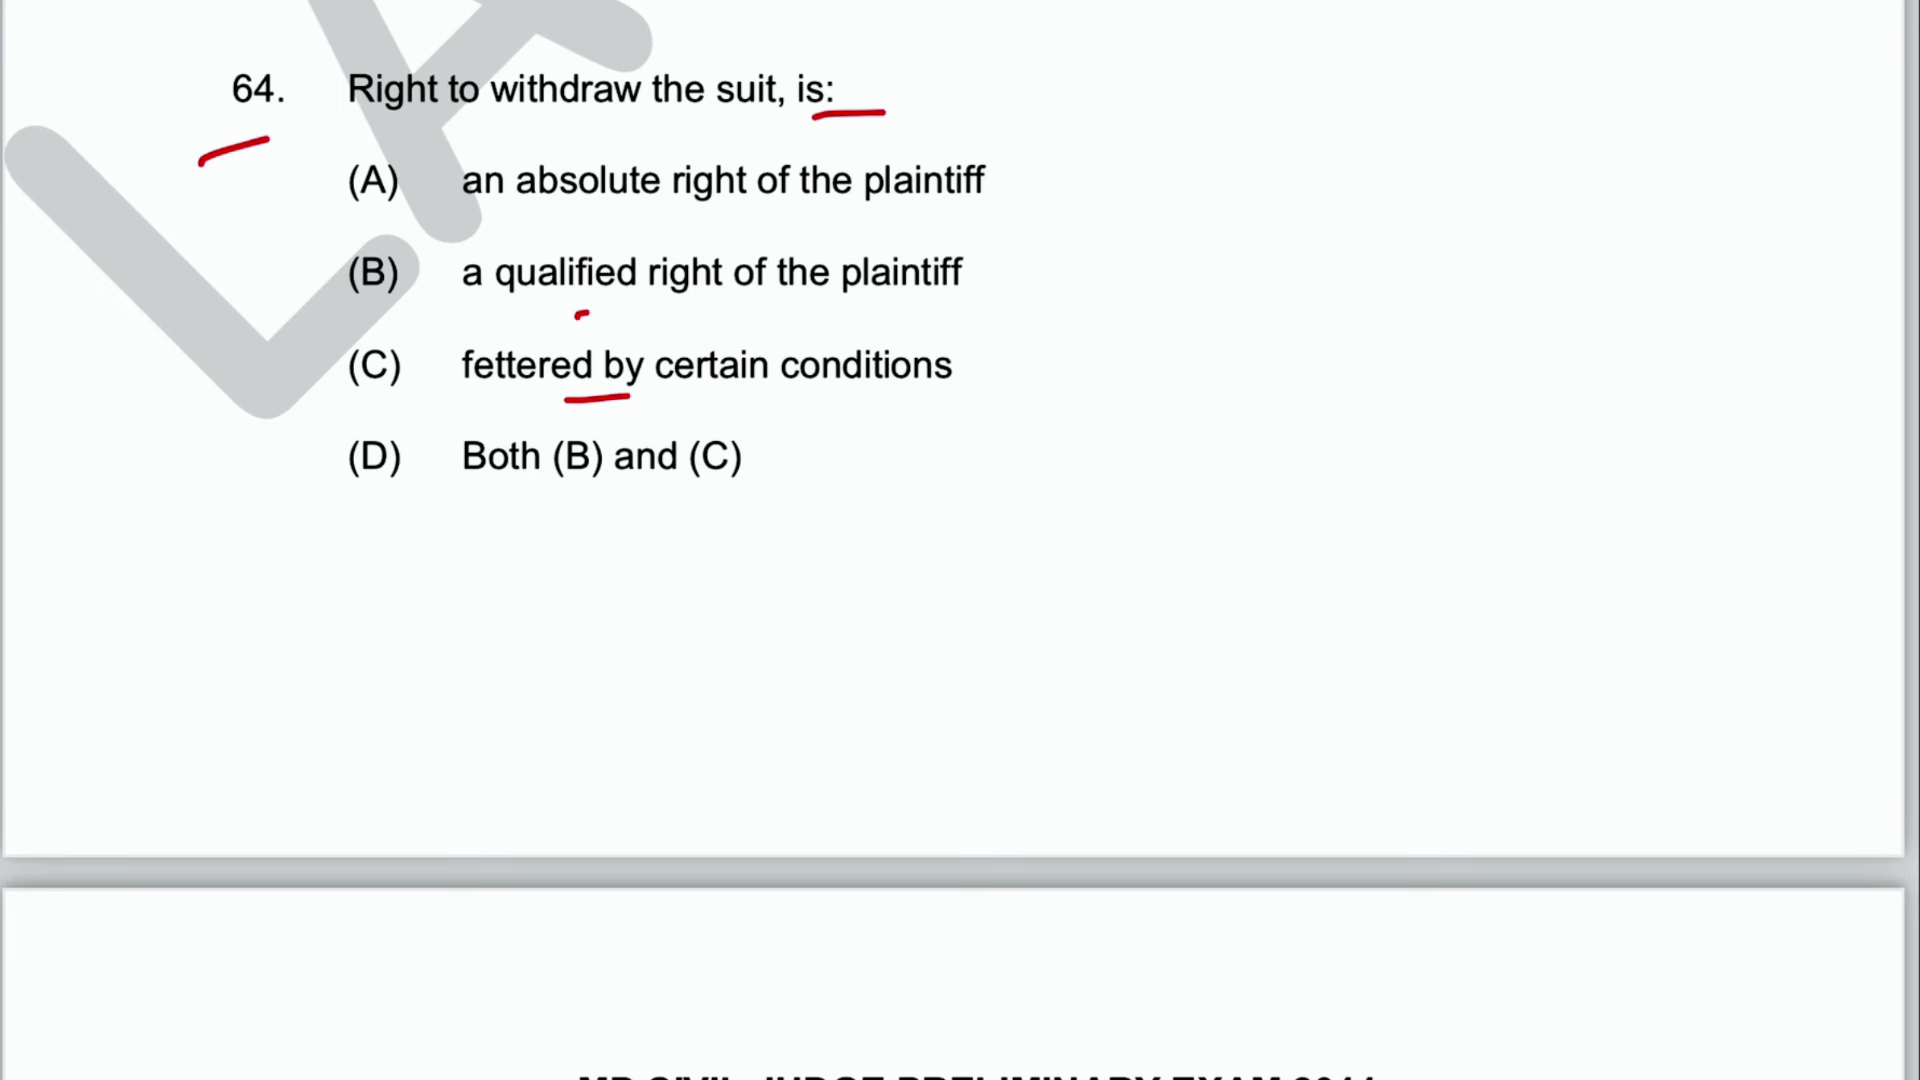 64. Right to withdraw the suit, is:
(A) an absolute right of the plaintiff
(B) a qualified right of the plaintiff
(C) fettered by certain conditions
(D) Both (B) and (C)